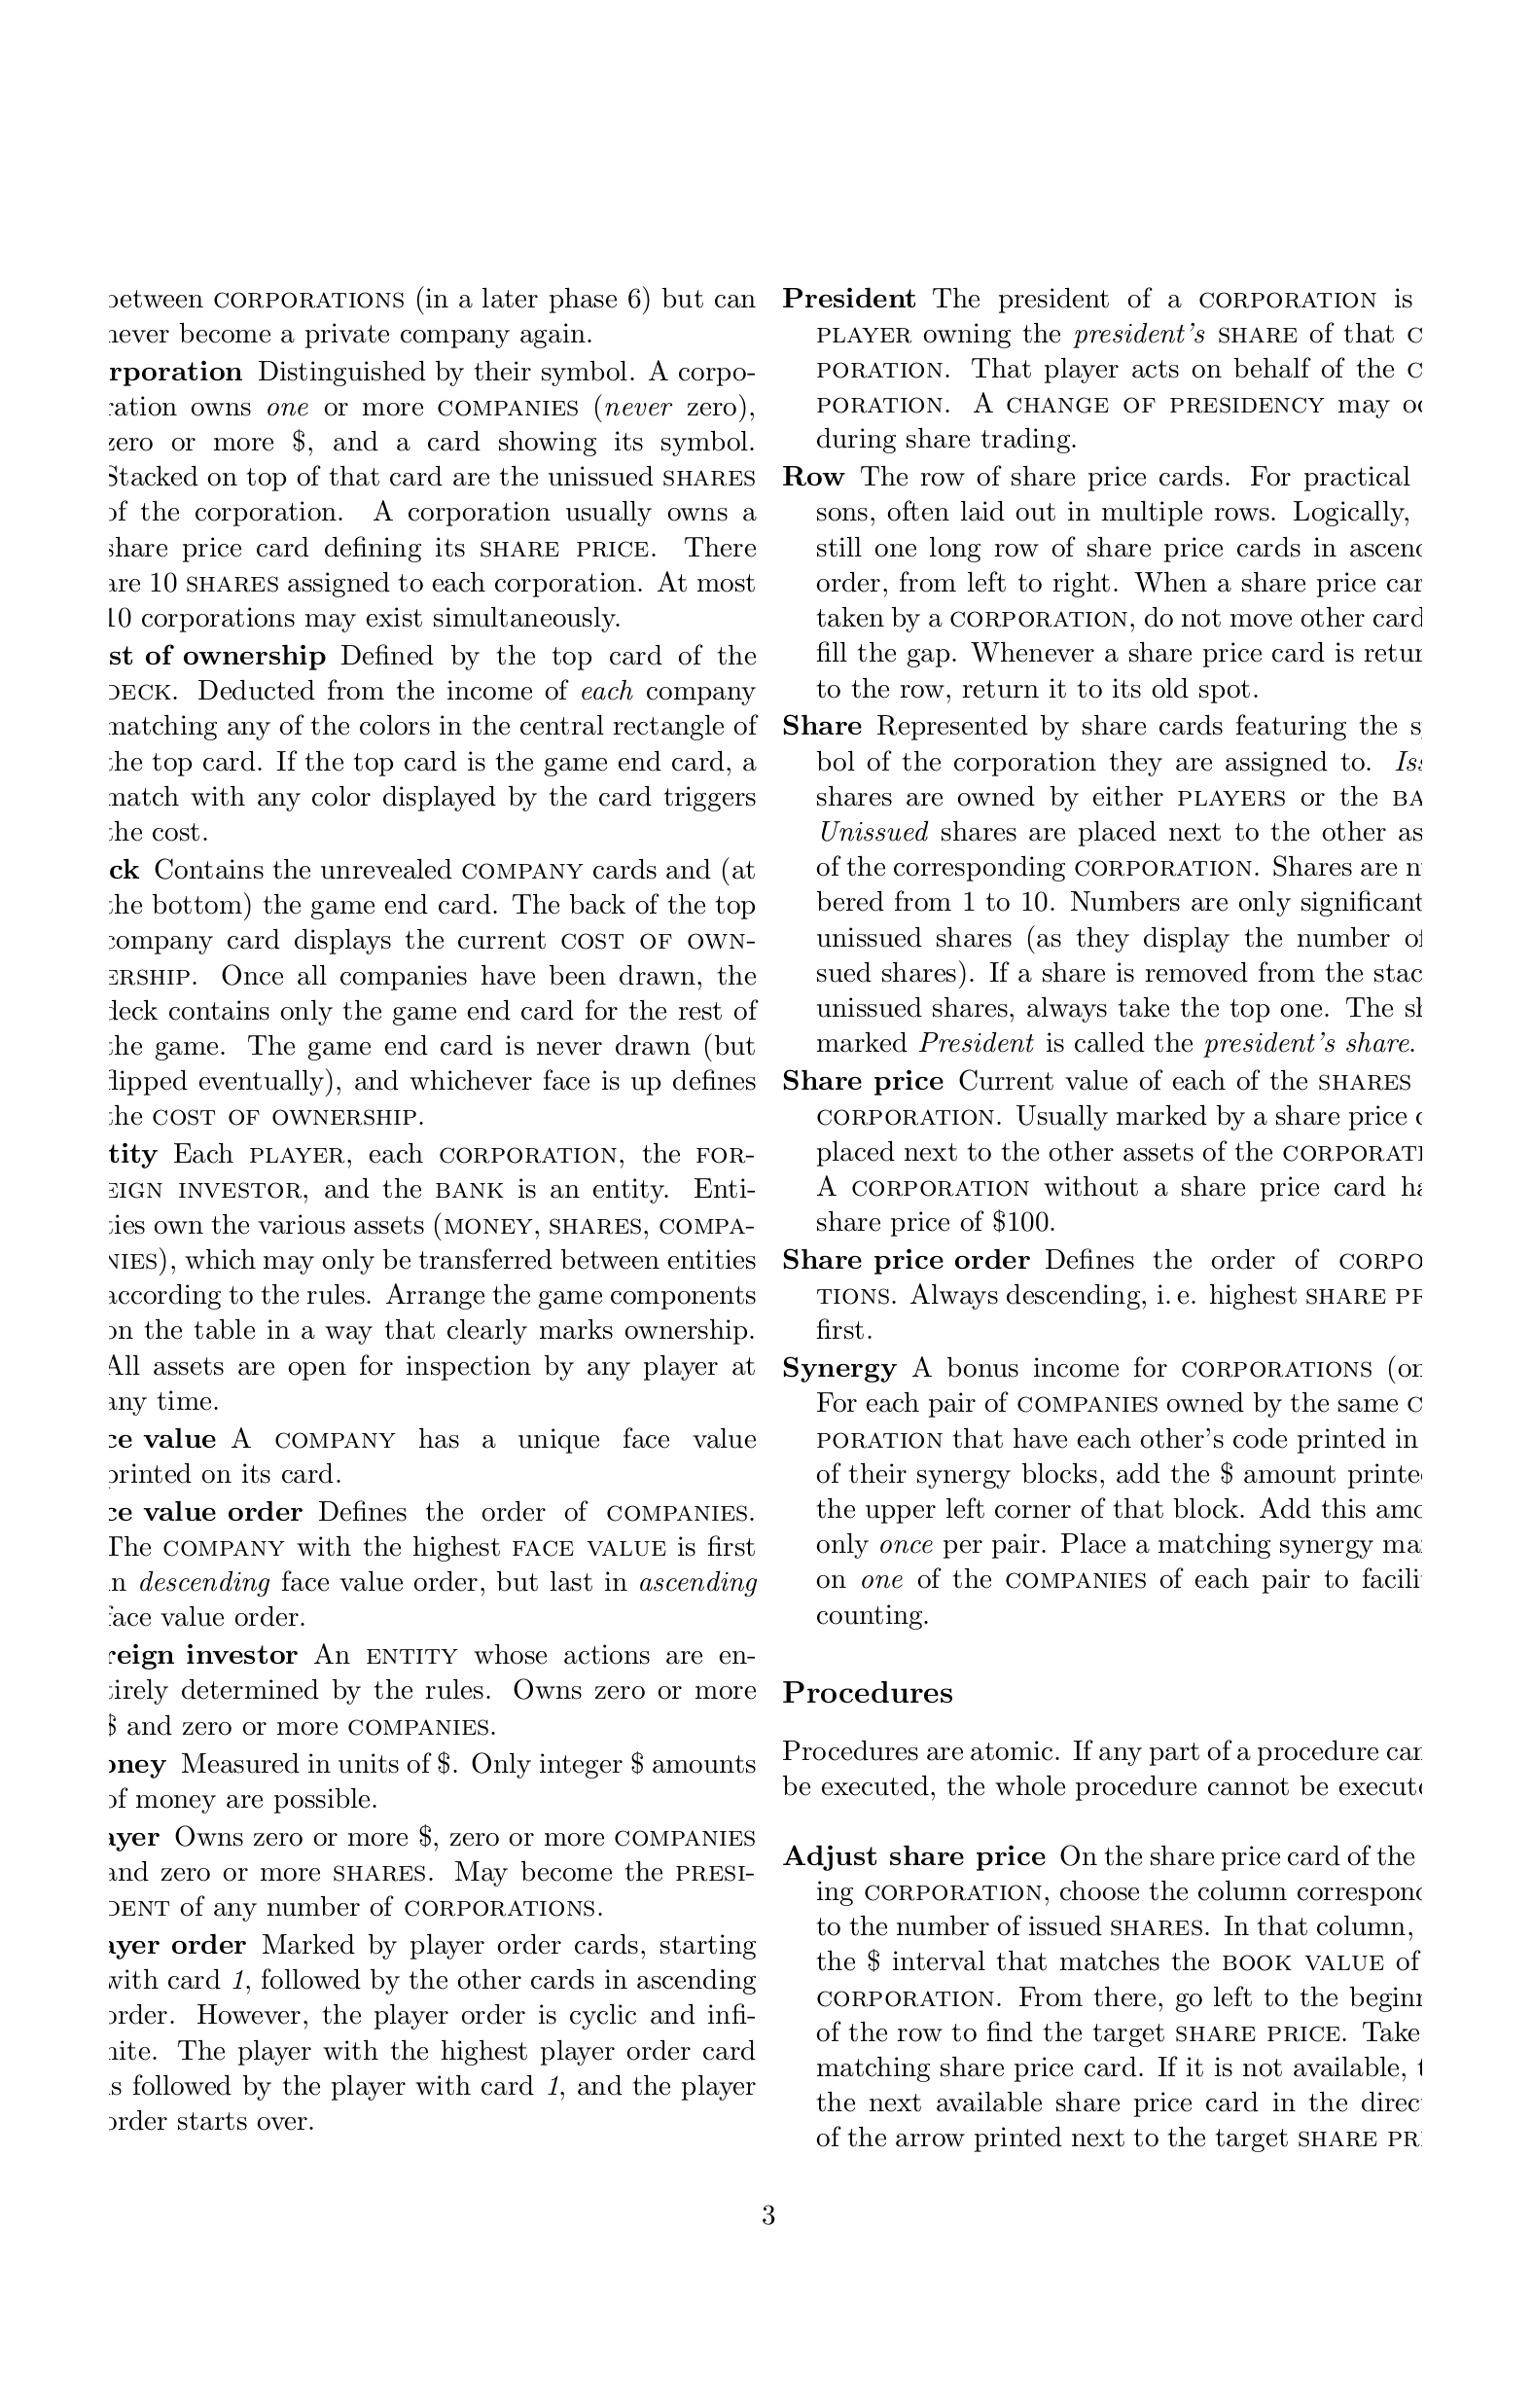 between CORPORATIONS (in a later phase 6) but can
never become a private company again.
rporation Distinguished by their symbol. A corpo-
ration owns one or more COMPANIES (never zero),
zero or more $, and a card showing its symbol.
Stacked on top of that card are the unissued SHARES
of the corporation. A corporation usually owns a
share price card defining its SHARE PRICE. There
are 10 SHARES assigned to each corporation. At most
10 corporations may exist simultaneously.
st of ownership Defined by the top card of the
DECK. Deducted from the income of each company
matching any of the colors in the central rectangle of
the top card. If the top card is the game end card, a
match with any color displayed by the card triggers
the cost.
ck Contains the unrevealed COMPANY cards and (at
the bottom) the game end card. The back of the top
company card displays the current COST OF OWN-
ERSHIP. Once all companies have been drawn, the
deck contains only the game end card for the rest of
the game. The game end card is never drawn (but
flipped eventually), and whichever face is up defines
the COST OF OWNERSHIP.
tity Each PLAYER, each CORPORATION, the FOR-
EIGN INVESTOR, and the BANK is an entity. Enti-
ties own the various assets (MONEY, SHARES, COMPA-
NIES), which may only be transferred between entities
according to the rules. Arrange the game components
on the table in a way that clearly marks ownership.
All assets are open for inspection by any player at
any time.
ce value A COMPANY has a unique face value
printed on its card.
ce value order Defines the order of COMPANIES.
The COMPANY with the highest FACE VALUE is first
in descending face value order, but last in ascending
face value order.
reign investor An ENTITY whose actions are en-
tirely determined by the rules. Owns zero or more
$ and zero or more COMPANIES.
oney Measured in units of $. Only integer $ amounts
of money are possible.
ayer Owns zero or more $, zero or more COMPANIES
and zero or more SHARES. May become the PRESI-
DENT of any number of CORPORATIONS.
ayer order Marked by player order cards, starting
with card 1, followed by the other cards in ascending
order. However, the player order is cyclic and infi-
nite. The player with the highest player order card
is followed by the player with card 1, and the player
order starts over.
President The president of a CORPORATION is
PLAYER owning the president's SHARE of that C
PORATION. That player acts on behalf of the C
PORATION. A CHANGE OF PRESIDENCY may oc
during share trading.
Row The row of share price cards. For practical
sons, often laid out in multiple rows. Logically,
still one long row of share price cards in ascend
order, from left to right. When a share price car
taken by a CORPORATION, do not move other card
fill the gap. Whenever a share price card is retur
to the row, return it to its old spot.
Share Represented by share cards featuring the sy
bol of the corporation they are assigned to. Iss
shares are owned by either PLAYERS or the BA
Unissued shares are placed next to the other as
of the corresponding CORPORATION. Shares are nu
bered from 1 to 10. Numbers are only significant
unissued shares (as they display the number of
sued shares). If a share is removed from the stac
unissued shares, always take the top one. The sh
marked President is called the president's share.
Share price Current value of each of the SHARES
CORPORATION. Usually marked by a share price c
placed next to the other assets of the CORPORATI
A CORPORATION without a share price card ha
share price of $100.
Share price order Defines the order of CORPO
TIONS. Always descending, i. e. highest SHARE PR
first.
Synergy A bonus income for CORPORATIONS (on
For each pair of COMPANIES owned by the same C
PORATION that have each other's code printed in
of their synergy blocks, add the $ amount printe
the upper left corner of that block. Add this amo
only once per pair. Place a matching synergy mar
on one of the COMPANIES of each pair to facilit
counting.
Procedures
Procedures are atomic. If any part of a procedure can
be executed, the whole procedure cannot be execute
Adjust share price On the share price card of the
ing CORPORATION, choose the column correspond
to the number of issued SHARES. In that column,
the $ interval that matches the BOOK VALUE of
CORPORATION. From there, go left to the beginn
of the row to find the target SHARE PRICE. Take
matching share price card. If it is not available, t
the next available share price card in the direct
of the arrow printed next to the target SHARE PRI
3